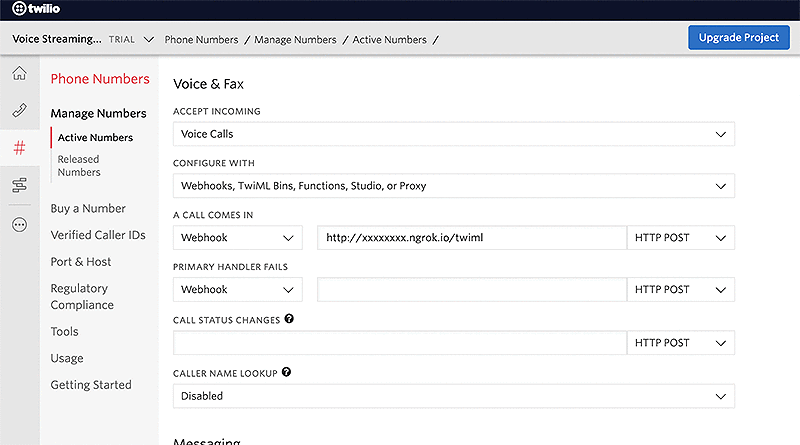 twilio
Voice Streaming... TRIAL Phone Numbers / Manage Numbers / Active Numbers / Upgrade Project
Phone Numbers
Manage Numbers
Active Numbers
Released
Numbers
Buy a Number
Verified Caller IDs
Port & Host
Regulatory
Compliance
Tools
Usage
Getting Started
Voice & Fax
ACCEPT INCOMING
Voice Calls
CONFIGURE WITH
Webhooks, TwiML Bins, Functions, Studio, or Proxy
A CALL COMES IN
Webhook http://xxxxxxxx.ngrok.io/twiml HTTP POST
PRIMARY HANDLER FAILS
Webhook HTTP POST
CALL STATUS CHANGES ?
HTTP POST
CALLER NAME LOOKUP ?
Disabled
Messaging